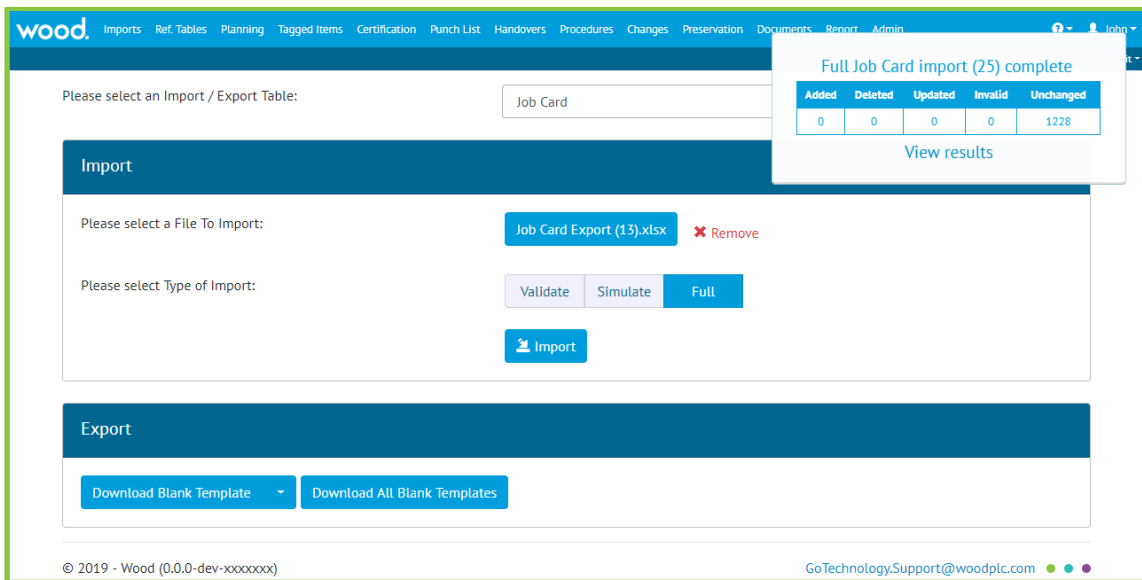 wood. Imports Ref. Tables Planning Tagged Items Certification Punch List Handovers Procedures Changes Preservation Documents Report Admin John
Full Job Card import (25) complete
Please select an Import / Export Table: Job Card
Added Deleted Updated Invalid Unchanged
0 0 0 0 1228
View results
Import
Please select a File To Import: Job Card Export (13).xlsx Remove
Please select Type of Import: Validate Simulate Full
Import
Export
Download Blank Template Download All Blank Templates
© 2019 - Wood (0.0.0-dev-xxxxxxx) GoTechnology.Support@woodplc.com